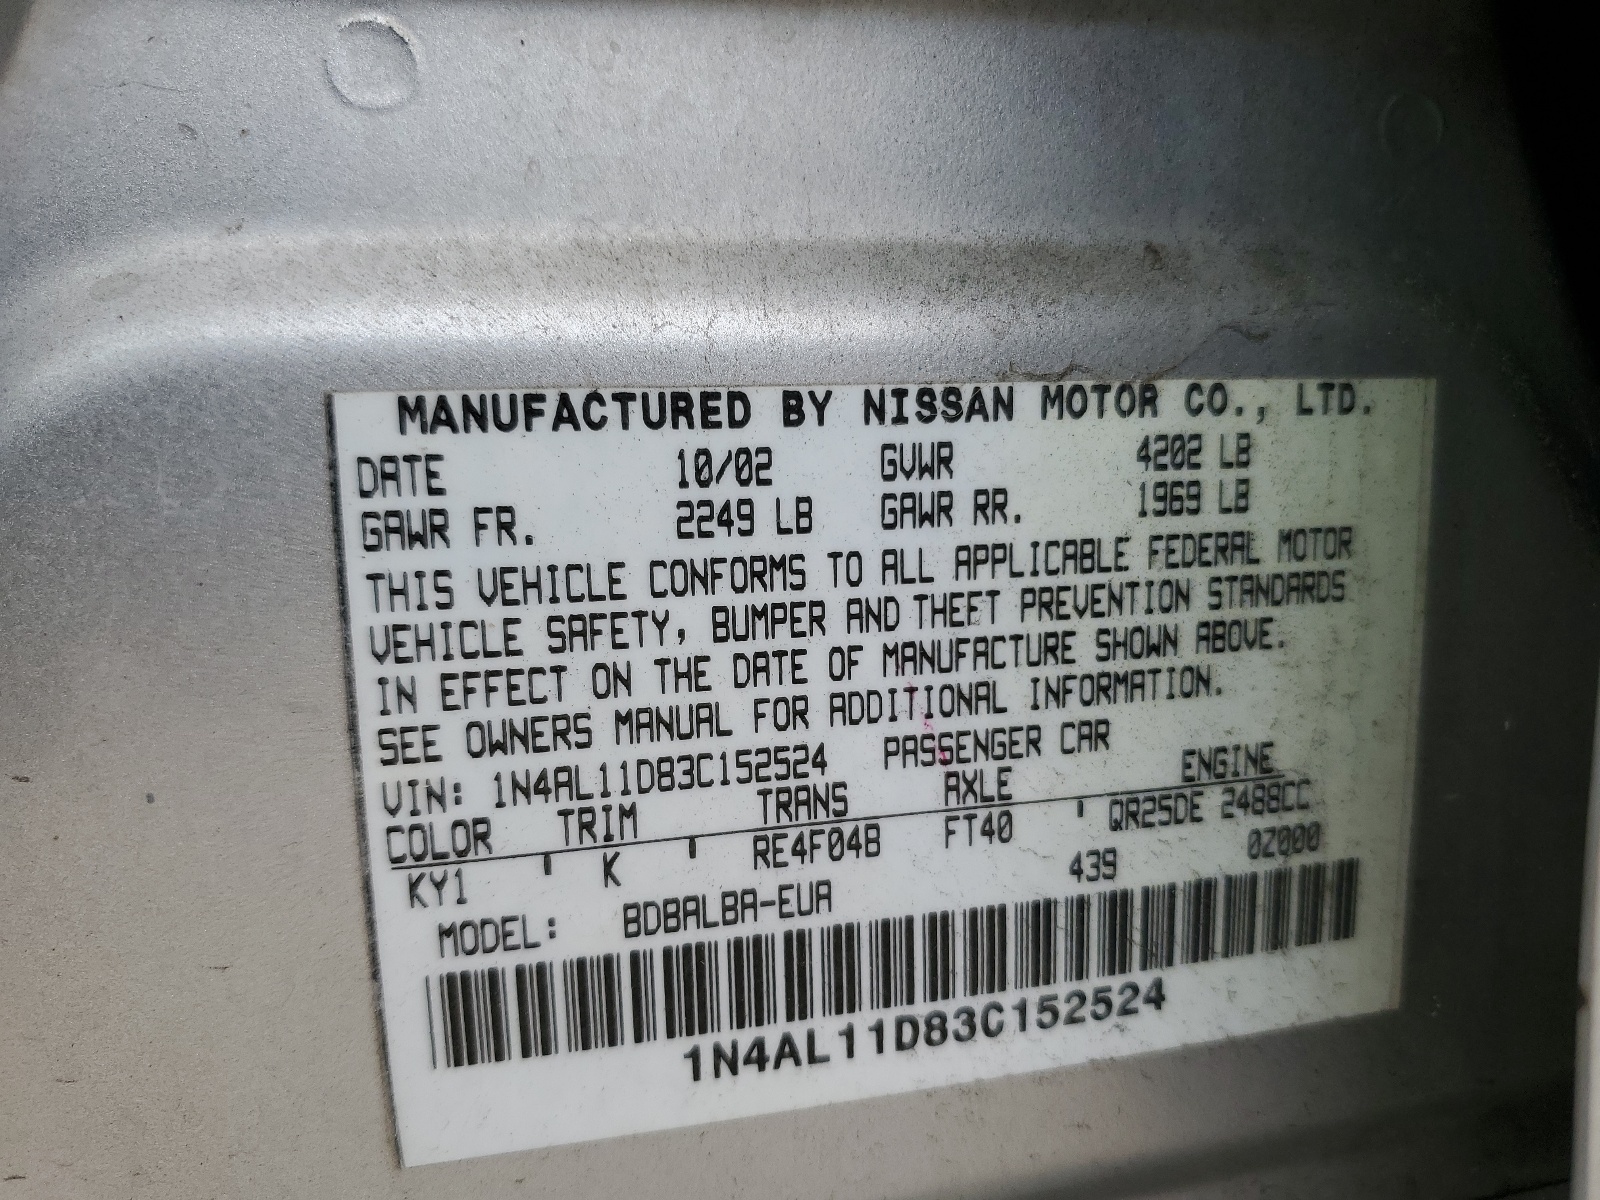 MANUFACTURED BY NISSAN MOTOR CO., LTD.
DATE 10/02 GVWR 4202 LB
GAWR FR. 2249 LB GAWR RR. 1969 LB
THIS VEHICLE CONFORMS TO ALL APPLICABLE FEDERAL MOTOR
VEHICLE SAFETY, BUMPER AND THEFT PREVENTION STANDARDS
IN EFFECT ON THE DATE OF MANUFACTURE SHOWN ABOVE.
SEE OWNERS MANUAL FOR ADDITIONAL INFORMATION.
VIN: 1N4AL11D83C152524 PASSENGER CAR
COLOR TRIM TRANS AXLE ENGINE
KY1 K RE4F04B FT40 QR25DE 2488CC
MODEL: BDBALBA-EUA 439 0Z000
1N4AL11D83C152524